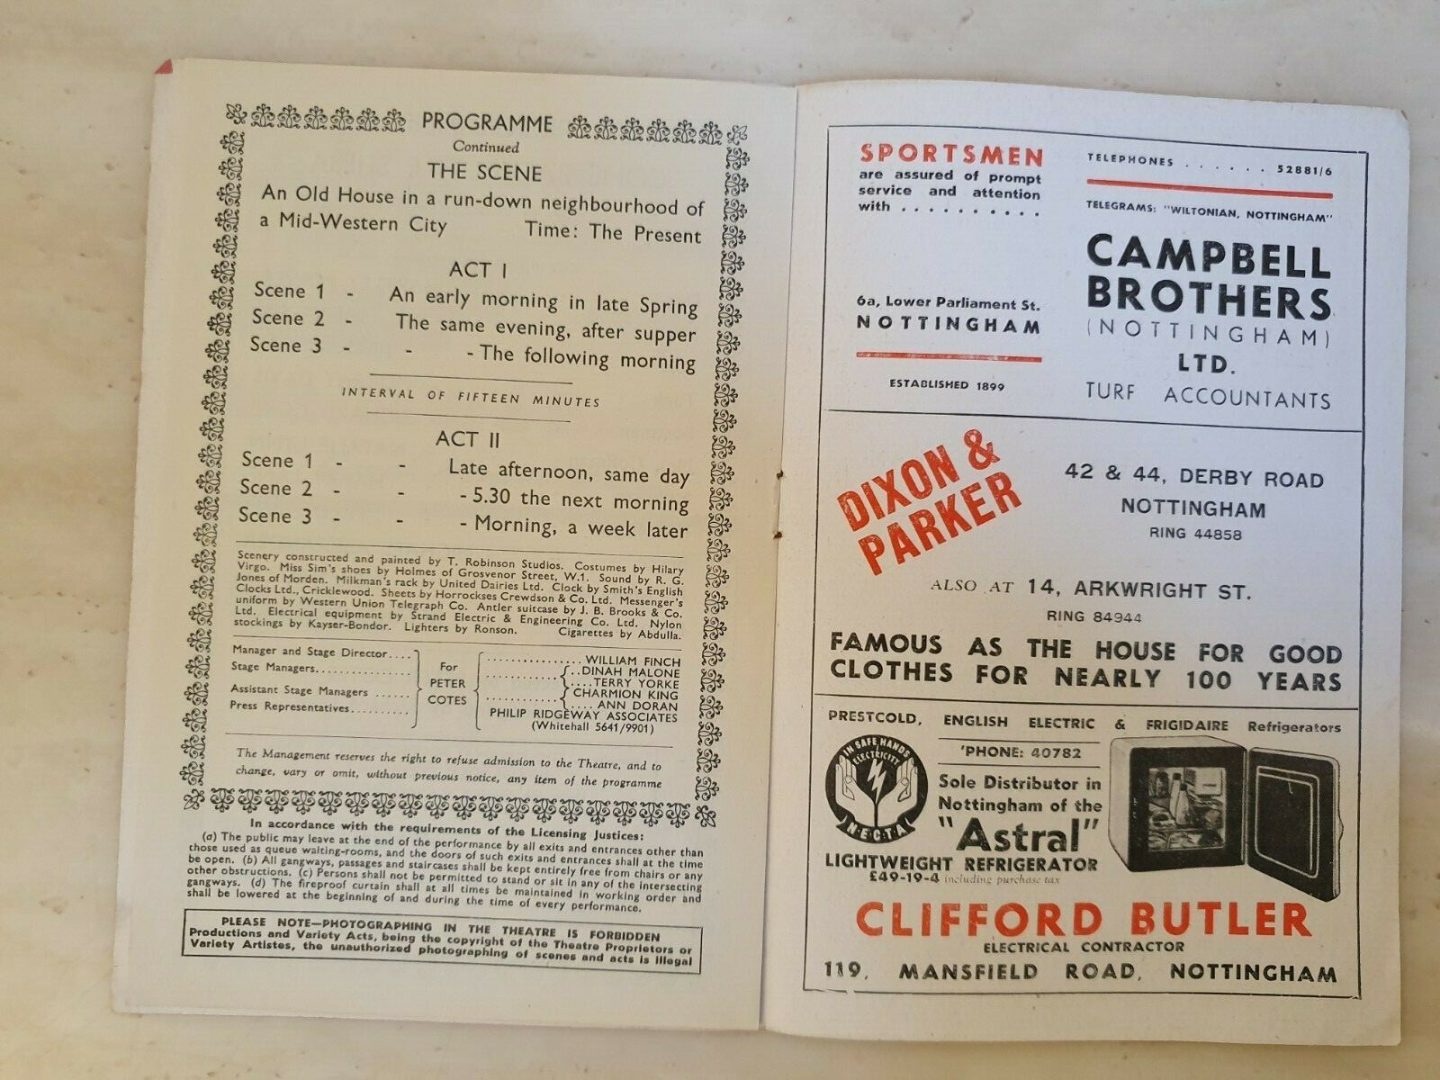 PROGRAMME
Continued
THE SCENE
An Old House in a run-down neighbourhood of
a Mid-Western City Time: The Present
ACT I
Scene 1 - An early morning in late Spring
Scene 2 - The same evening, after supper
Scene 3 - - - The following morning
INTERVAL OF FIFTEEN MINUTES
ACT II
Scene 1 - - Late afternoon, same day
Scene 2 - - - 5.30 the next morning
Scene 3 - - - Morning, a week later
Scenery constructed and painted by T. Robinson Studios. Costumes by Hilary
Virgo. Miss Sim's shoes by Holmes of Grosvenor Street, W.1. Sound by R. G.
Jones of Morden. Milkman's rack by United Dairies Ltd. Clock by Smith's English
Clocks Ltd., Cricklewood. Sheets by Horrockses Crewdson & Co. Ltd. Messenger's
uniform by Western Union Telegraph Co. Antler suitcase by J. B. Brooks & Co.
Ltd. Electrical equipment by Strand Electric & Engineering Co. Ltd. Nylon
stockings by Kayser-Bondor. Lighters by Ronson. Cigarettes by Abdulla.
Manager and Stage Director.... WILLIAM FINCH
Stage Managers............... For DINAH MALONE
PETER TERRY YORKE
Assistant Stage Managers ...... COTES CHARMION KING
Press Representatives.......... ANN DORAN
PHILIP RIDGEWAY ASSOCIATES
(Whitehall 5641/9901)
The Management reserves the right to refuse admission to the Theatre, and to
change, vary or omit, without previous notice, any item of the programme
In accordance with the requirements of the Licensing Justices:
(a) The public may leave at the end of the performance by all exits and entrances other than
those used as queue waiting-rooms, and the doors of such exits and entrances shall at the time
be open. (b) All gangways, passages and staircases shall be kept entirely free from chairs or any
other obstructions. (c) Persons shall not be permitted to stand or sit in any of the intersecting
gangways. (d) The fireproof curtain shall at all times be maintained in working order and
shall be lowered at the beginning of and during the time of every performance.
PLEASE NOTE—PHOTOGRAPHING IN THE THEATRE IS FORBIDDEN
Productions and Variety Acts, being the copyright of the Theatre Proprietors or
Variety Artistes, the unauthorized photographing of scenes and acts is illegal
SPORTSMEN
are assured of prompt
service and attention
with . . . . . . . . . .
6a, Lower Parliament St.
NOTTINGHAM
ESTABLISHED 1899
TELEPHONES . . . . . . 52881/6
TELEGRAMS: "WILTONIAN, NOTTINGHAM"
CAMPBELL
BROTHERS
(NOTTINGHAM)
LTD.
TURF ACCOUNTANTS
DIXON &
PARKER
42 & 44, DERBY ROAD
NOTTINGHAM
RING 44858
ALSO AT 14, ARKWRIGHT ST.
RING 84944
FAMOUS AS THE HOUSE FOR GOOD
CLOTHES FOR NEARLY 100 YEARS
PRESTCOLD, ENGLISH ELECTRIC & FRIGIDAIRE Refrigerators
IN SAFE HANDS
ELECTRICITY
N·E·C·T·A
'PHONE: 40782
Sole Distributor in
Nottingham of the
"Astral"
LIGHTWEIGHT REFRIGERATOR
£49-19-4 including purchase tax
CLIFFORD BUTLER
ELECTRICAL CONTRACTOR
119, MANSFIELD ROAD, NOTTINGHAM